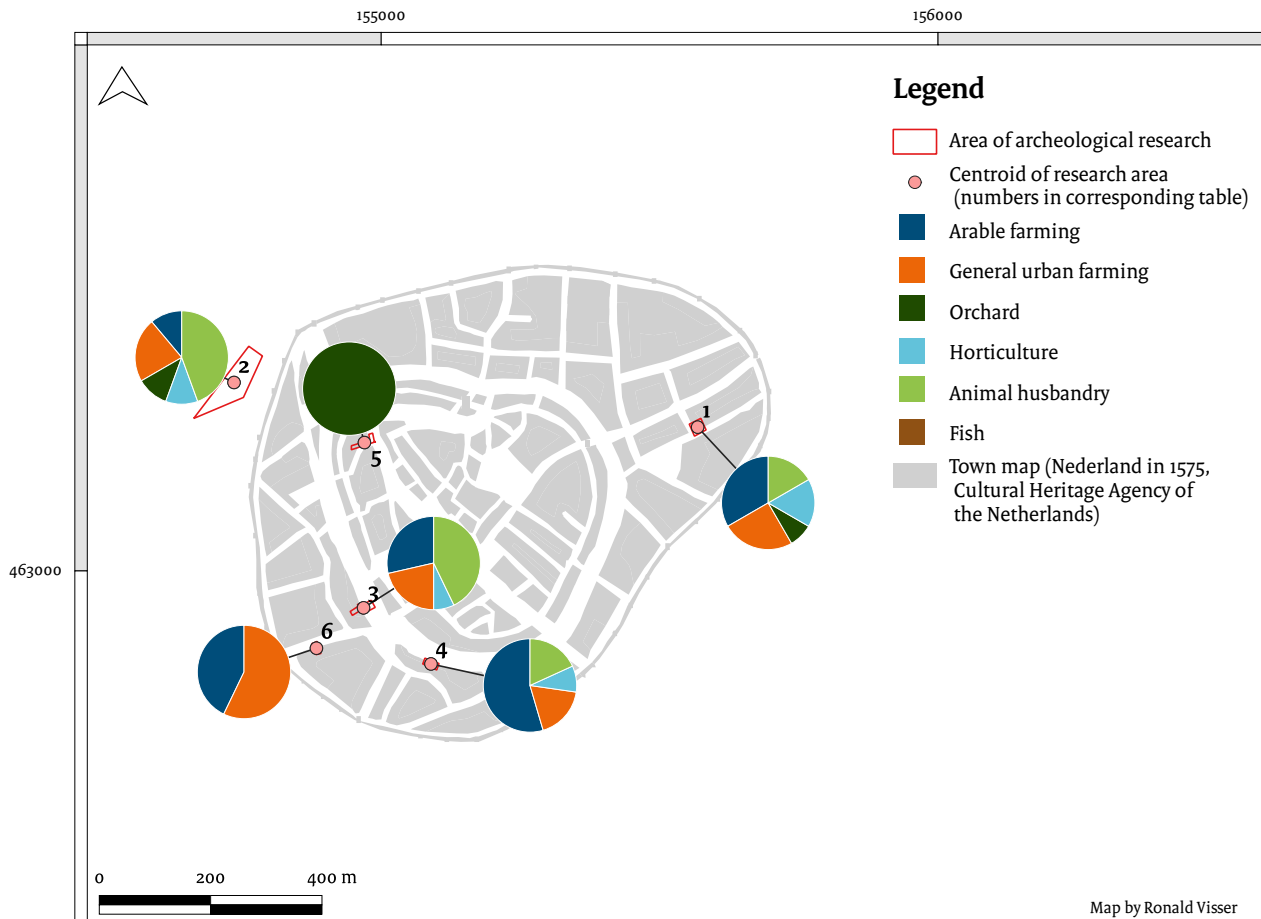 155000
156000
Legend
Area of archeological research
Centroid of research area
(numbers in corresponding table)
Arable farming
General urban farming
Orchard
Horticulture
Animal husbandry
Fish
Town map (Nederland in 1575,
Cultural Heritage Agency of
the Netherlands)
2
1
5
463000
3
6
4
0
200
400 m
Map by Ronald Visser